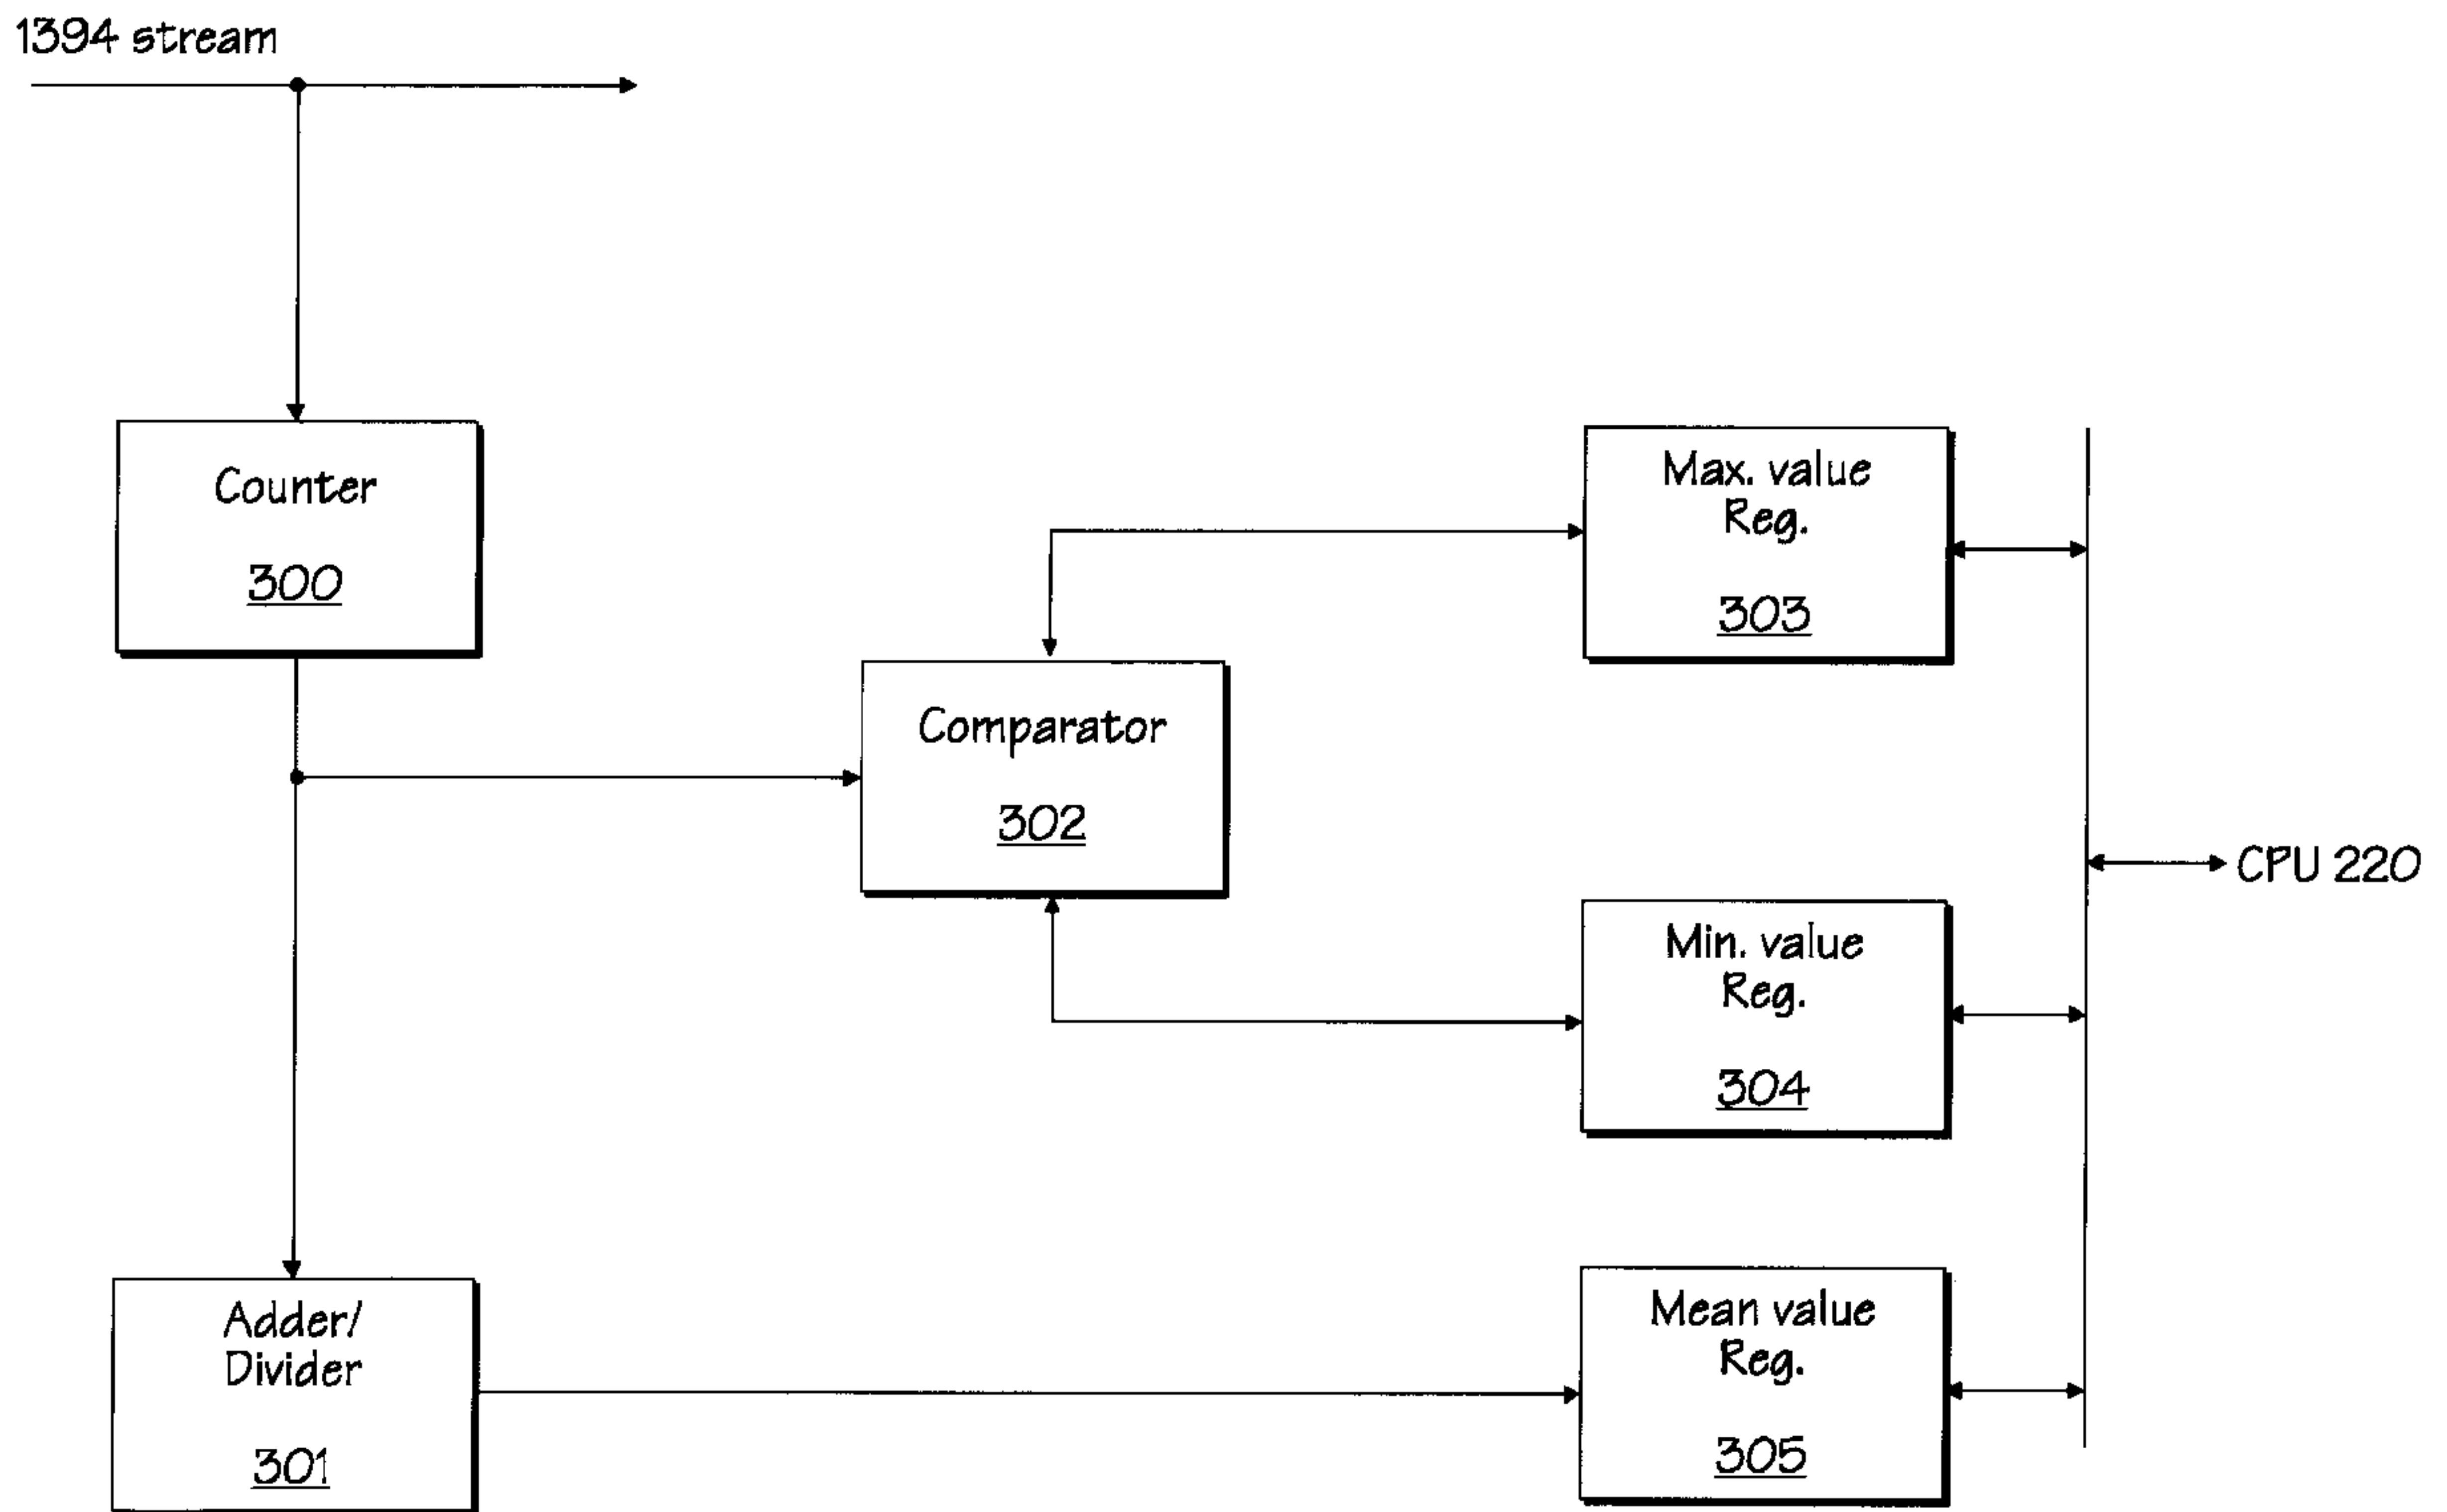 1394 stream
Counter
300
Max. value
Reg.
303
Comparator
302
CPU 220
Min. value
Reg.
304
Adder/
Divider
301
Mean value
Reg.
305